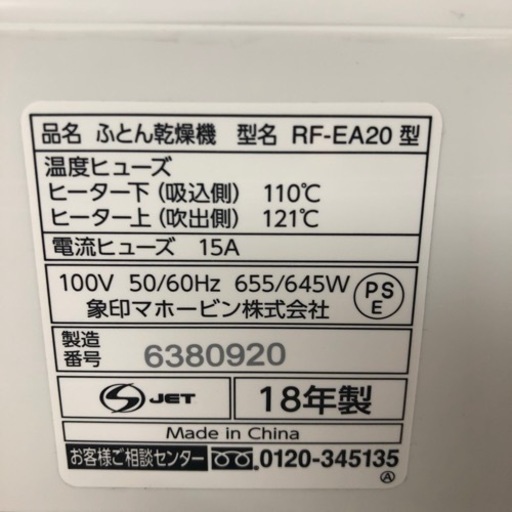 品名 ふとん乾燥機 型名 RF-EA20 型
温度ヒューズ
ヒーター下（吸込側） 110℃
ヒーター上（吹出側） 121℃
電流ヒューズ 15A
100V 50/60Hz 655/645W
象印マホービン株式会社
PS
E
製造
番号 6380920
S JET 18年製
Made in China
お客様ご相談センター 0120-345135
Ⓐ